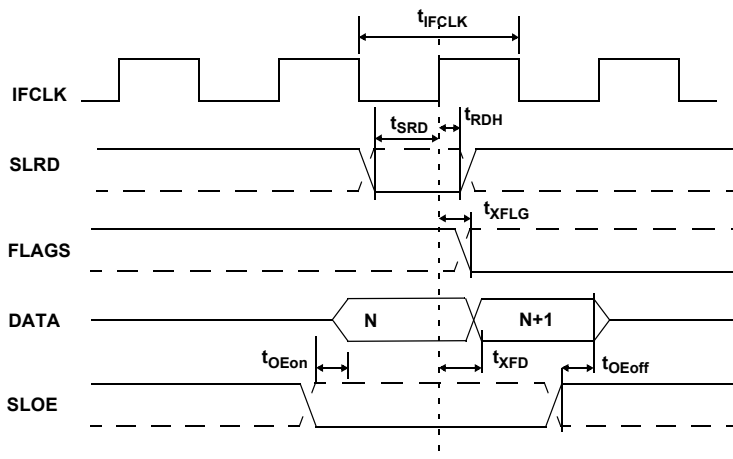 tIFCLK
IFCLK
tSRD
tRDH
SLRD
tXFLG
FLAGS
DATA
N
N+1
tOEon
tXFD
tOEoff
SLOE